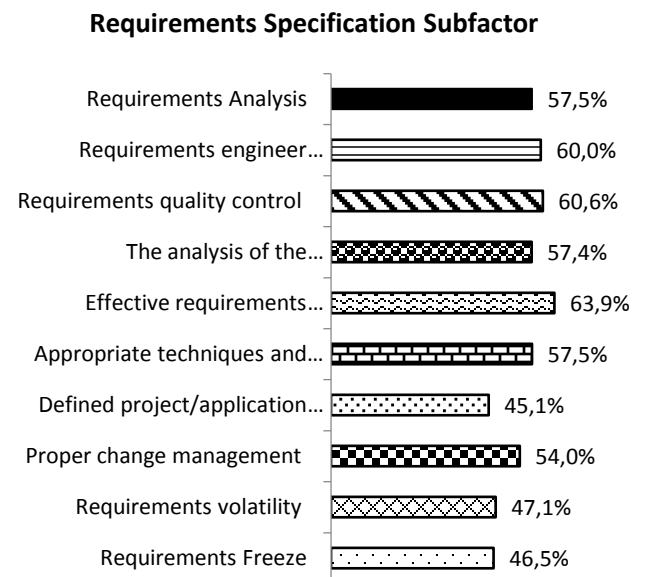 Requirements Specification Subfactor
Requirements Analysis 57,5%
Requirements engineer… 60,0%
Requirements quality control 60,6%
The analysis of the… 57,4%
Effective requirements… 63,9%
Appropriate techniques and… 57,5%
Defined project/application… 45,1%
Proper change management 54,0%
Requirements volatility 47,1%
Requirements Freeze 46,5%